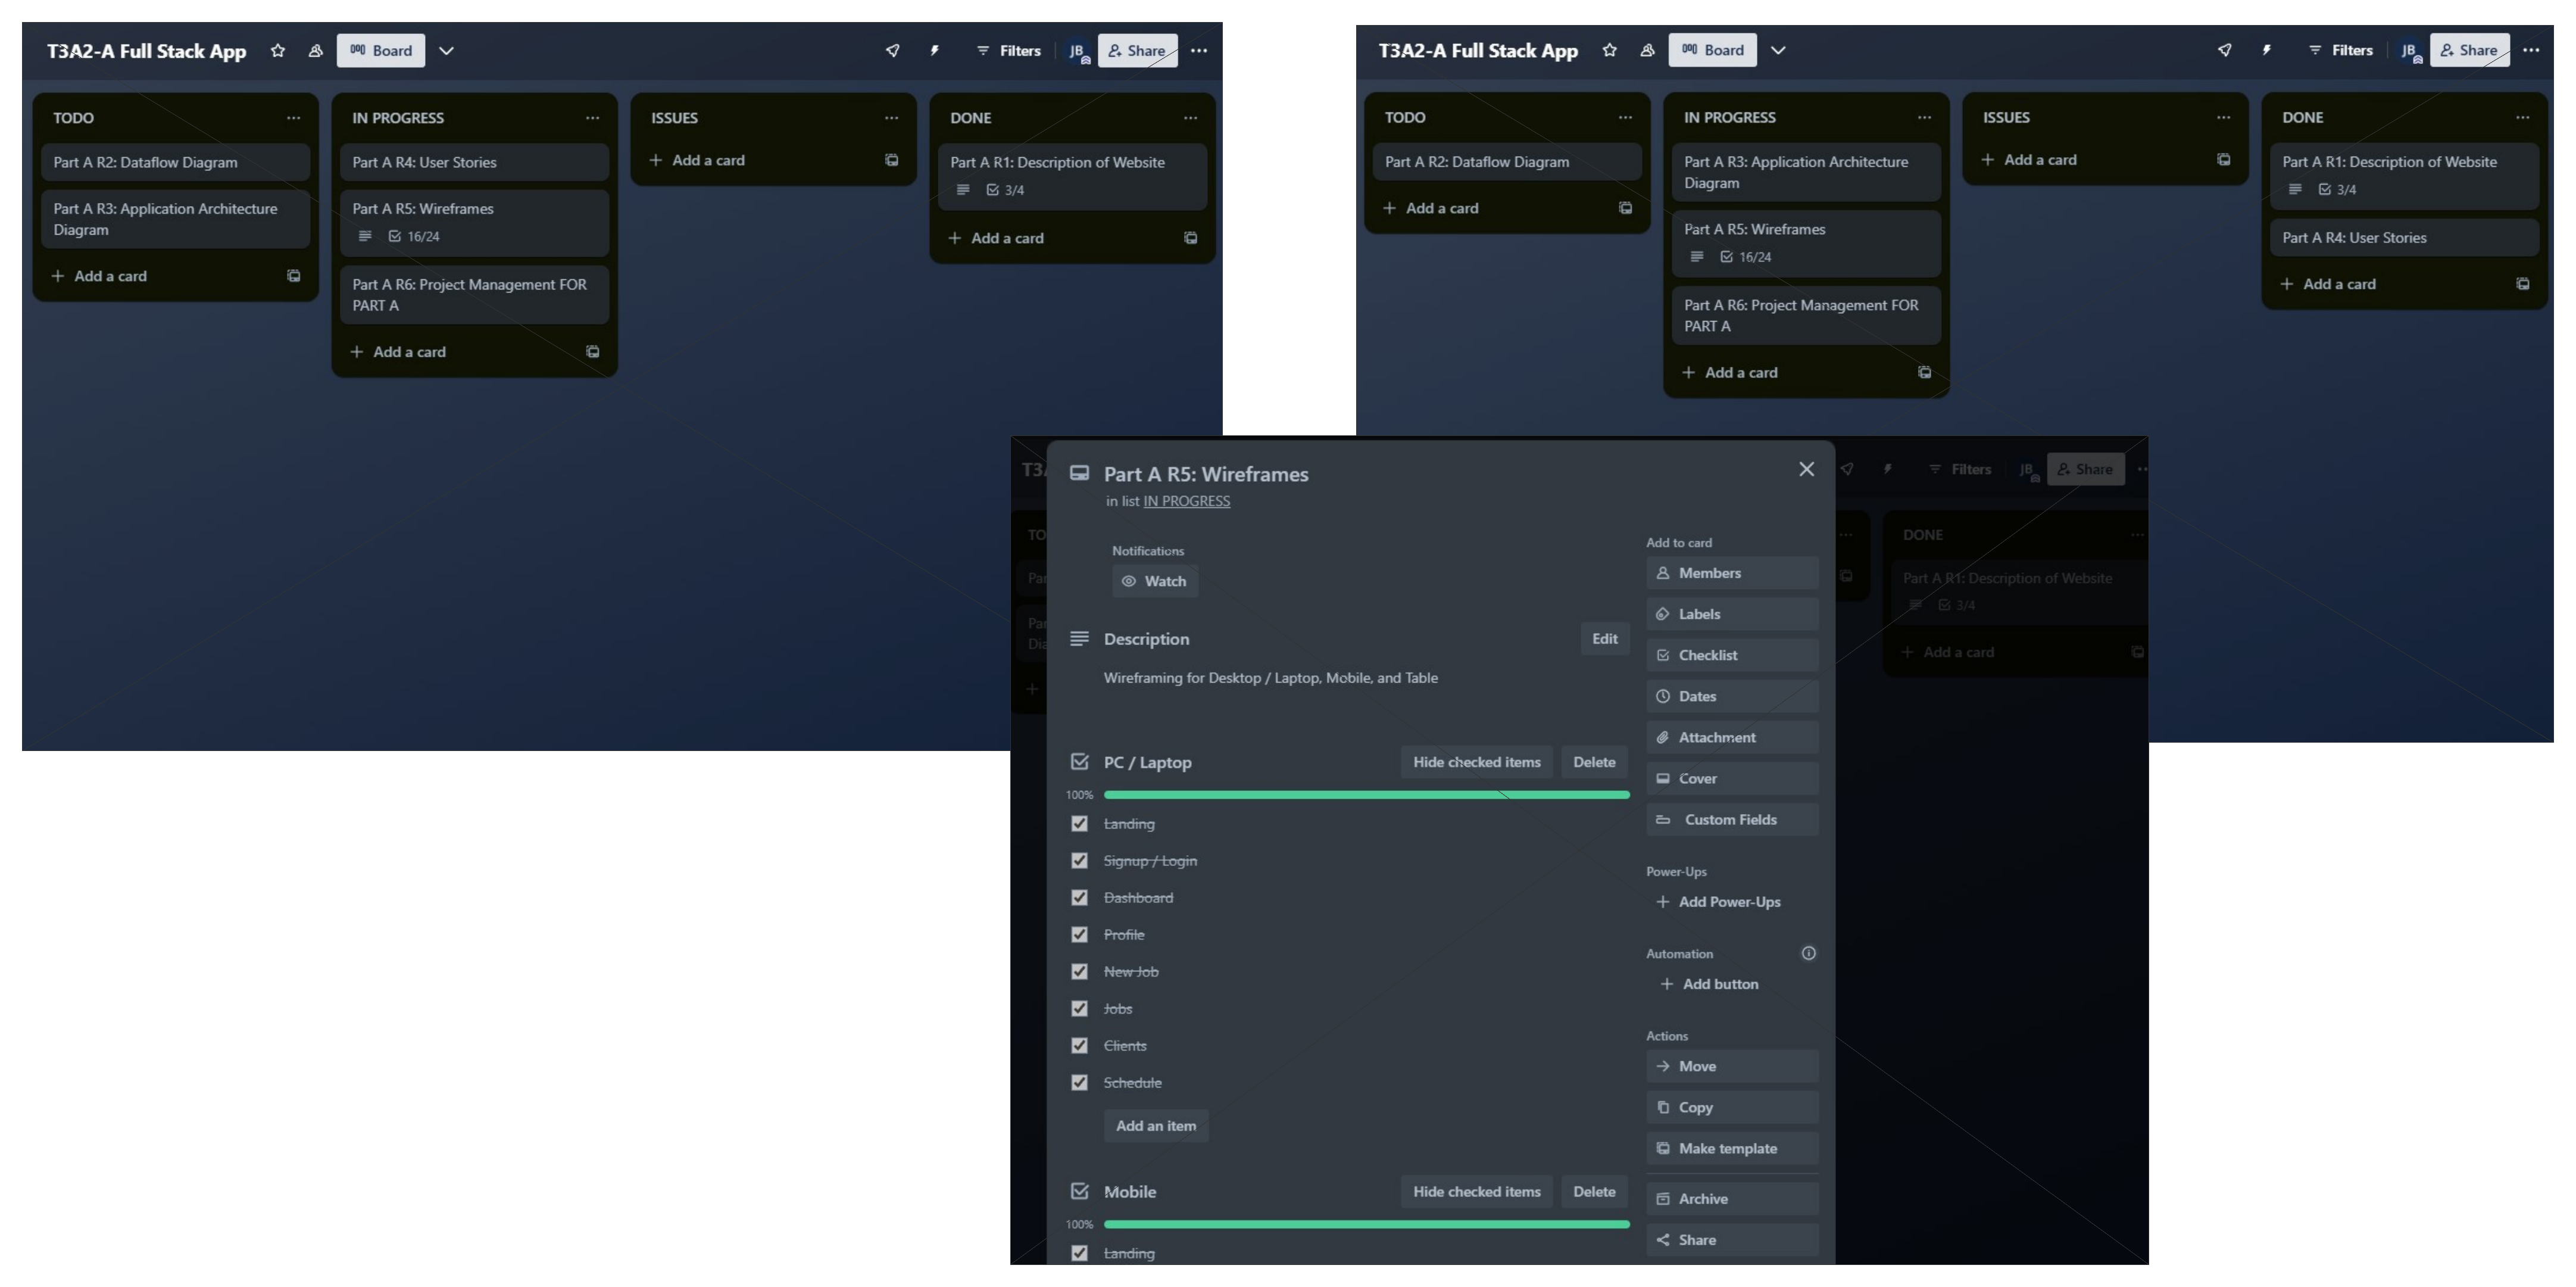 T3A2-A Full Stack App
Board
Filters
JB
Share
TODO
Part A R2: Dataflow Diagram
Part A R3: Application Architecture
Diagram
Add a card
IN PROGRESS
Part A R4: User Stories
Part A R5: Wireframes
16/24
Part A R6: Project Management FOR
PART A
Add a card
ISSUES
Add a card
DONE
Part A R1: Description of Website
3/4
Add a card
T3A2-A Full Stack App
Board
Filters
JB
Share
TODO
Part A R2: Dataflow Diagram
Add a card
IN PROGRESS
Part A R3: Application Architecture
Diagram
Part A R5: Wireframes
16/24
Part A R6: Project Management FOR
PART A
Add a card
ISSUES
Add a card
DONE
Part A R1: Description of Website
3/4
Part A R4: User Stories
Add a card
T3
TO
Par
Par
Dia
Part A R5: Wireframes
in list IN PROGRESS
Notifications
Watch
Description
Edit
Wireframing for Desktop / Laptop, Mobile, and Table
PC / Laptop
Hide checked items
Delete
100%
Landing
Signup / Login
Dashboard
Profile
New Job
Jobs
Clients
Schedule
Add an item
Mobile
Hide checked items
Delete
100%
Landing
Add to card
Members
Labels
Checklist
Dates
Attachment
Cover
Custom Fields
Power-Ups
Add Power-Ups
Automation
Add button
Actions
Move
Copy
Make template
Archive
Share
Filters
JB
Share
DONE
Part A R1: Description of Website
3/4
Add a card